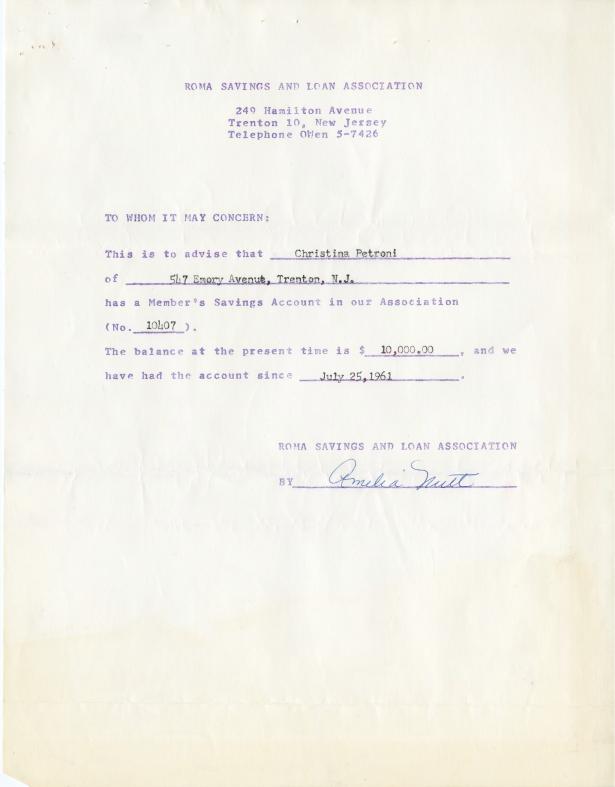 ROMA SAVINGS AND LOAN ASSOCIATION
249 Hamilton Avenue
Trenton 10, New Jersey
Telephone OWen 5-7426
TO WHOM IT MAY CONCERN:
This is to advise that Christina Petroni
of 547 Emory Avenue, Trenton, N.J.
has a Member's Savings Account in our Association
(No. 10407 ).
The balance at the present time is $ 10,000.00 , and we
have had the account since July 25,1961 .
ROMA SAVINGS AND LOAN ASSOCIATION
BY Amelia Nutt